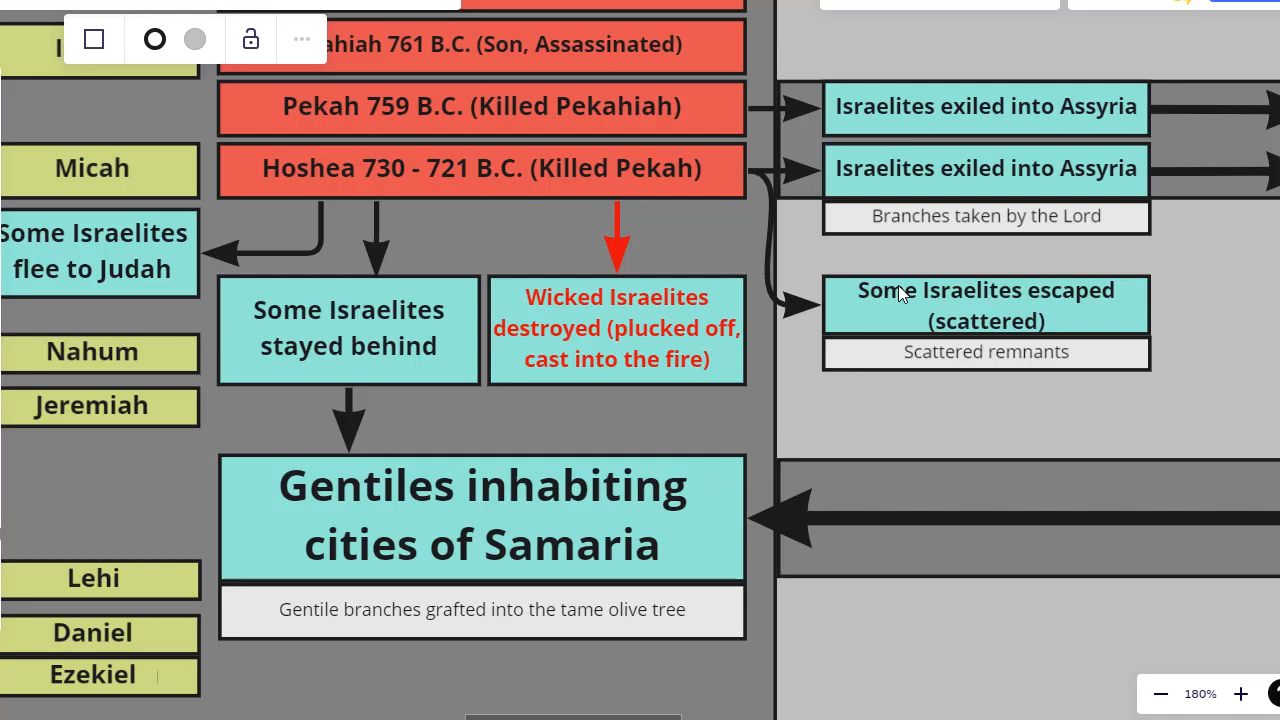 ahiah 761 B.C. (Son, Assassinated)
Pekah 759 B.C. (Killed Pekahiah)
Israelites exiled into Assyria
Micah
Hoshea 730 - 721 B.C. (Killed Pekah)
Israelites exiled into Assyria
Branches taken by the Lord
Some Israelites
flee to Judah
Some Israelites
stayed behind
Wicked Israelites
destroyed (plucked off,
cast into the fire)
Some Israelites escaped
(scattered)
Scattered remnants
Nahum
Jeremiah
Gentiles inhabiting
cities of Samaria
Gentile branches grafted into the tame olive tree
Lehi
Daniel
Ezekiel
180%